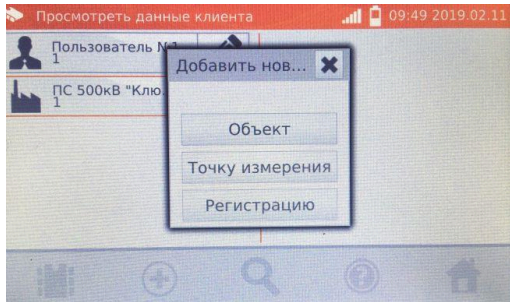 Просмотреть данные клиента 09:49 2019.02.11
Пользователь N
1
ПС 500кВ "Клю
1
Добавить нов...
Объект
Точку измерения
Регистрацию